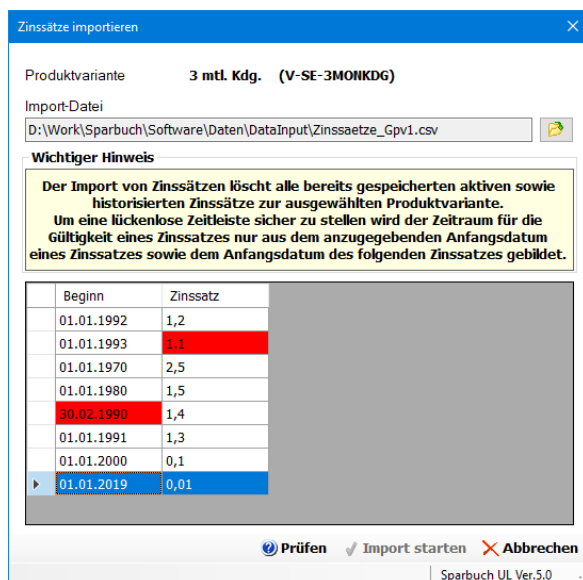 Zinssätze importieren
Produktvariante 3 mtl. Kdg. (V-SE-3MONKDG)
Import-Datei
D:\Work\Sparbuch\Software\Daten\DataInput\Zinssaetze_Gpv1.csv
Wichtiger Hinweis
Der Import von Zinssätzen löscht alle bereits gespeicherten aktiven sowie
historisierten Zinssätze zur ausgewählten Produktvariante.
Um eine lückenlose Zeitleiste sicher zu stellen wird der Zeitraum für die
Gültigkeit eines Zinssatzes nur aus dem anzugegebenden Anfangsdatum
eines Zinssatzes sowie dem Anfangsdatum des folgenden Zinssatzes gebildet.
Beginn Zinssatz
01.01.1992 1,2
01.01.1993 1.1
01.01.1970 2,5
01.01.1980 1,5
30.02.1990 1,4
01.01.1991 1,3
01.01.2000 0,1
01.01.2019 0,01
Prüfen Import starten Abbrechen
Sparbuch UL Ver.5.0